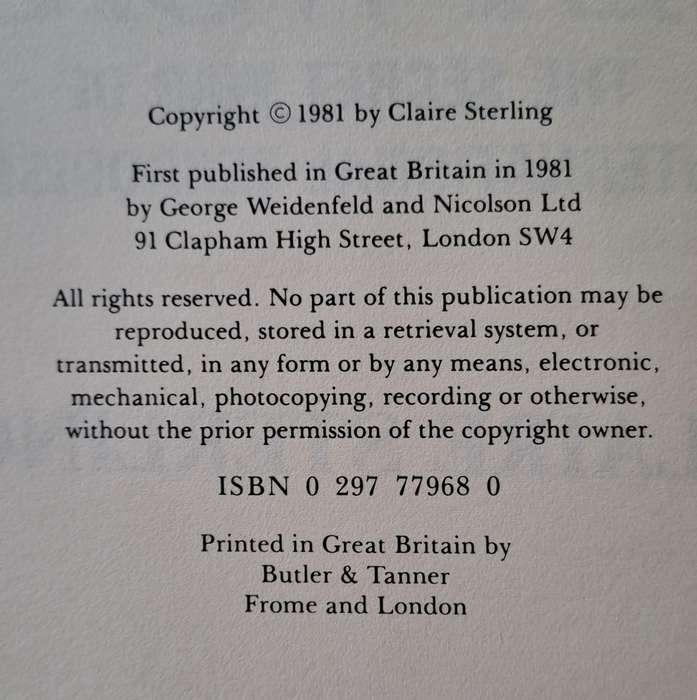 Copyright © 1981 by Claire Sterling
First published in Great Britain in 1981
by George Weidenfeld and Nicolson Ltd
91 Clapham High Street, London SW4
All rights reserved. No part of this publication may be
reproduced, stored in a retrieval system, or
transmitted, in any form or by any means, electronic,
mechanical, photocopying, recording or otherwise,
without the prior permission of the copyright owner.
ISBN 0 297 77968 0
Printed in Great Britain by
Butler & Tanner
Frome and London